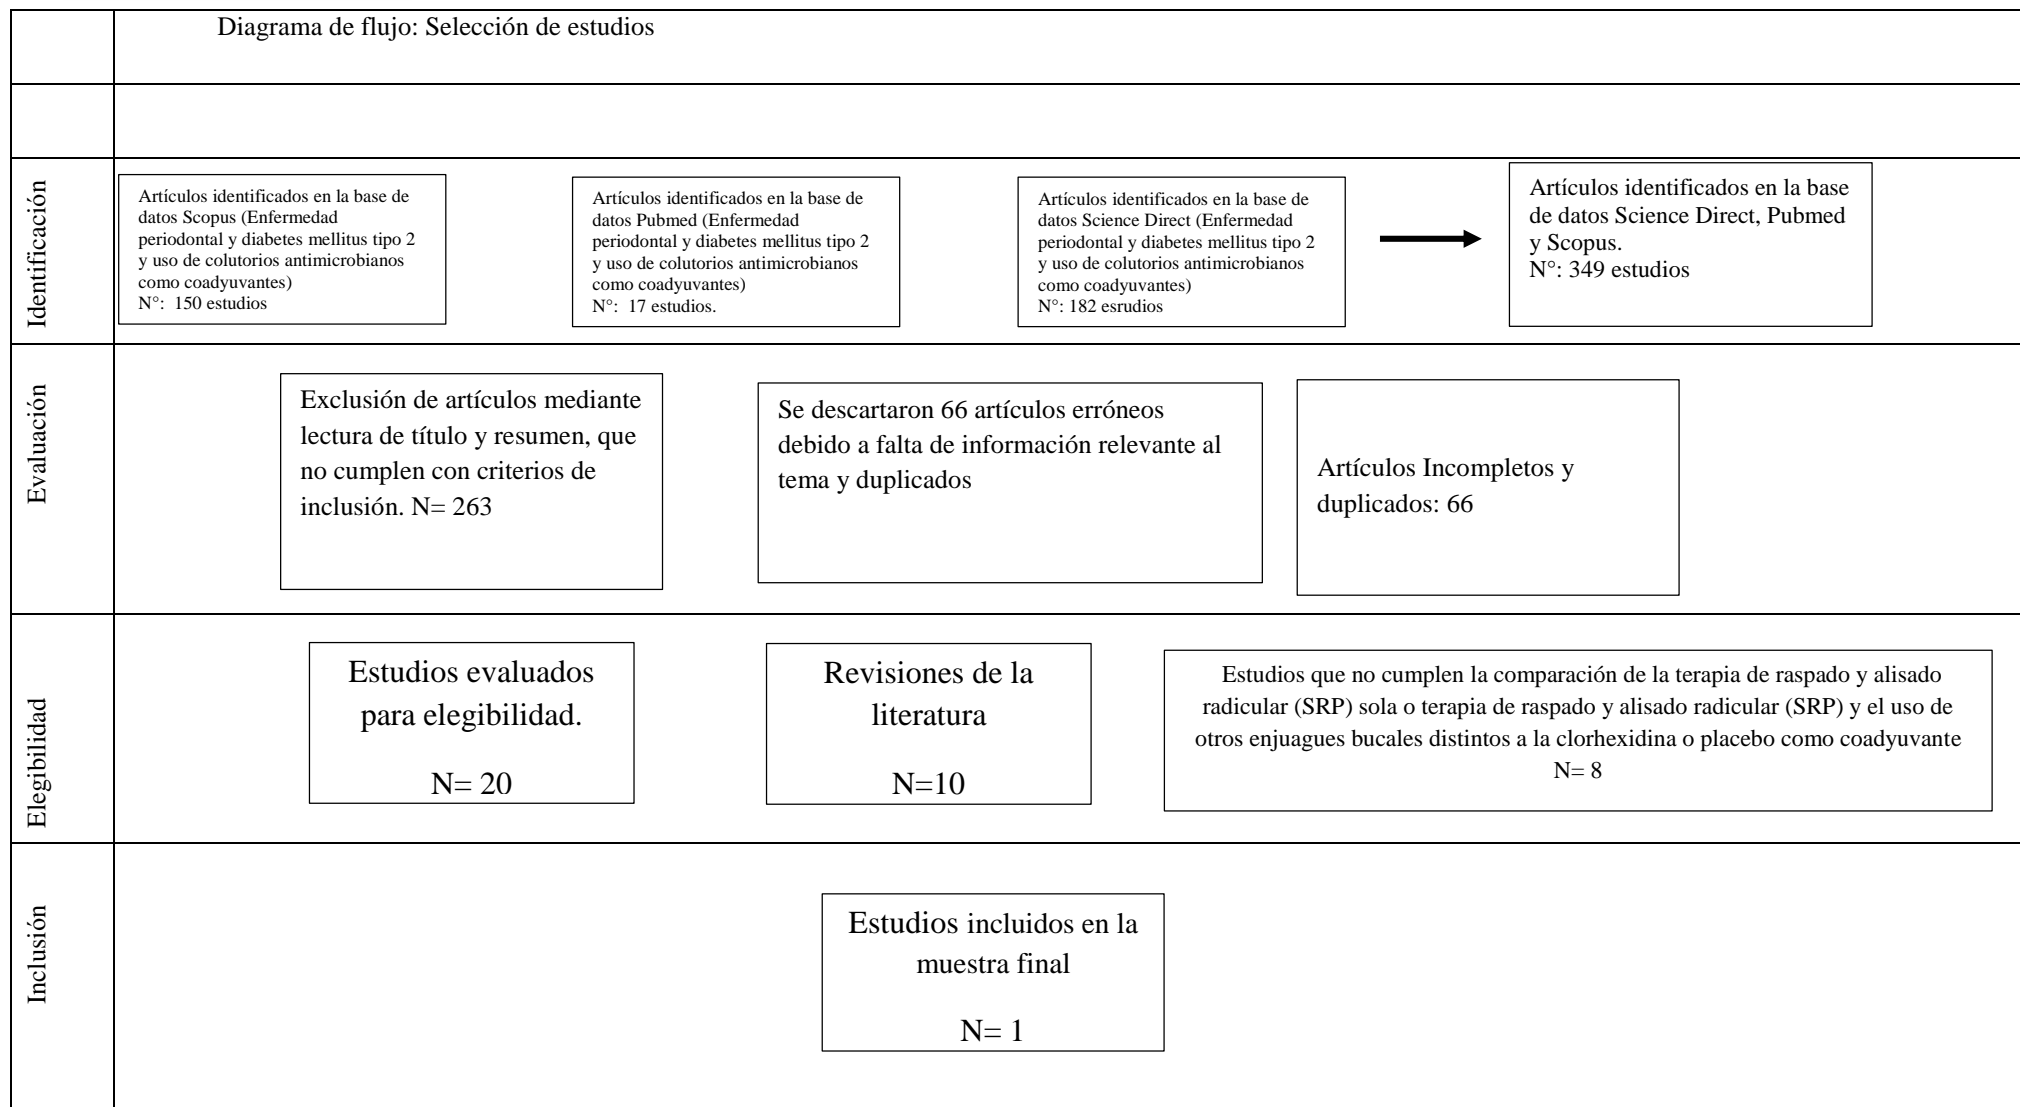 Diagrama de flujo: Selección de estudios
Identificación
Artículos identificados en la base de
datos Scopus (Enfermedad
periodontal y diabetes mellitus tipo 2
y uso de colutorios antimicrobianos
como coadyuvantes)
N°: 150 estudios
Artículos identificados en la base de
datos Pubmed (Enfermedad
periodontal y diabetes mellitus tipo 2
y uso de colutorios antimicrobianos
como coadyuvantes)
N°: 17 estudios.
Artículos identificados en la base de
datos Science Direct (Enfermedad
periodontal y diabetes mellitus tipo 2
y uso de colutorios antimicrobianos
como coadyuvantes)
N°: 182 esrudios
Artículos identificados en la base
de datos Science Direct, Pubmed
y Scopus.
N°: 349 estudios
Evaluación
Exclusión de artículos mediante
lectura de título y resumen, que
no cumplen con criterios de
inclusión. N= 263
Se descartaron 66 artículos erróneos
debido a falta de información relevante al
tema y duplicados
Artículos Incompletos y
duplicados: 66
Elegibilidad
Estudios evaluados
para elegibilidad.
N= 20
Revisiones de la
literatura
N=10
Estudios que no cumplen la comparación de la terapia de raspado y alisado
radicular (SRP) sola o terapia de raspado y alisado radicular (SRP) y el uso de
otros enjuagues bucales distintos a la clorhexidina o placebo como coadyuvante
N= 8
Inclusión
Estudios incluidos en la
muestra final
N= 1